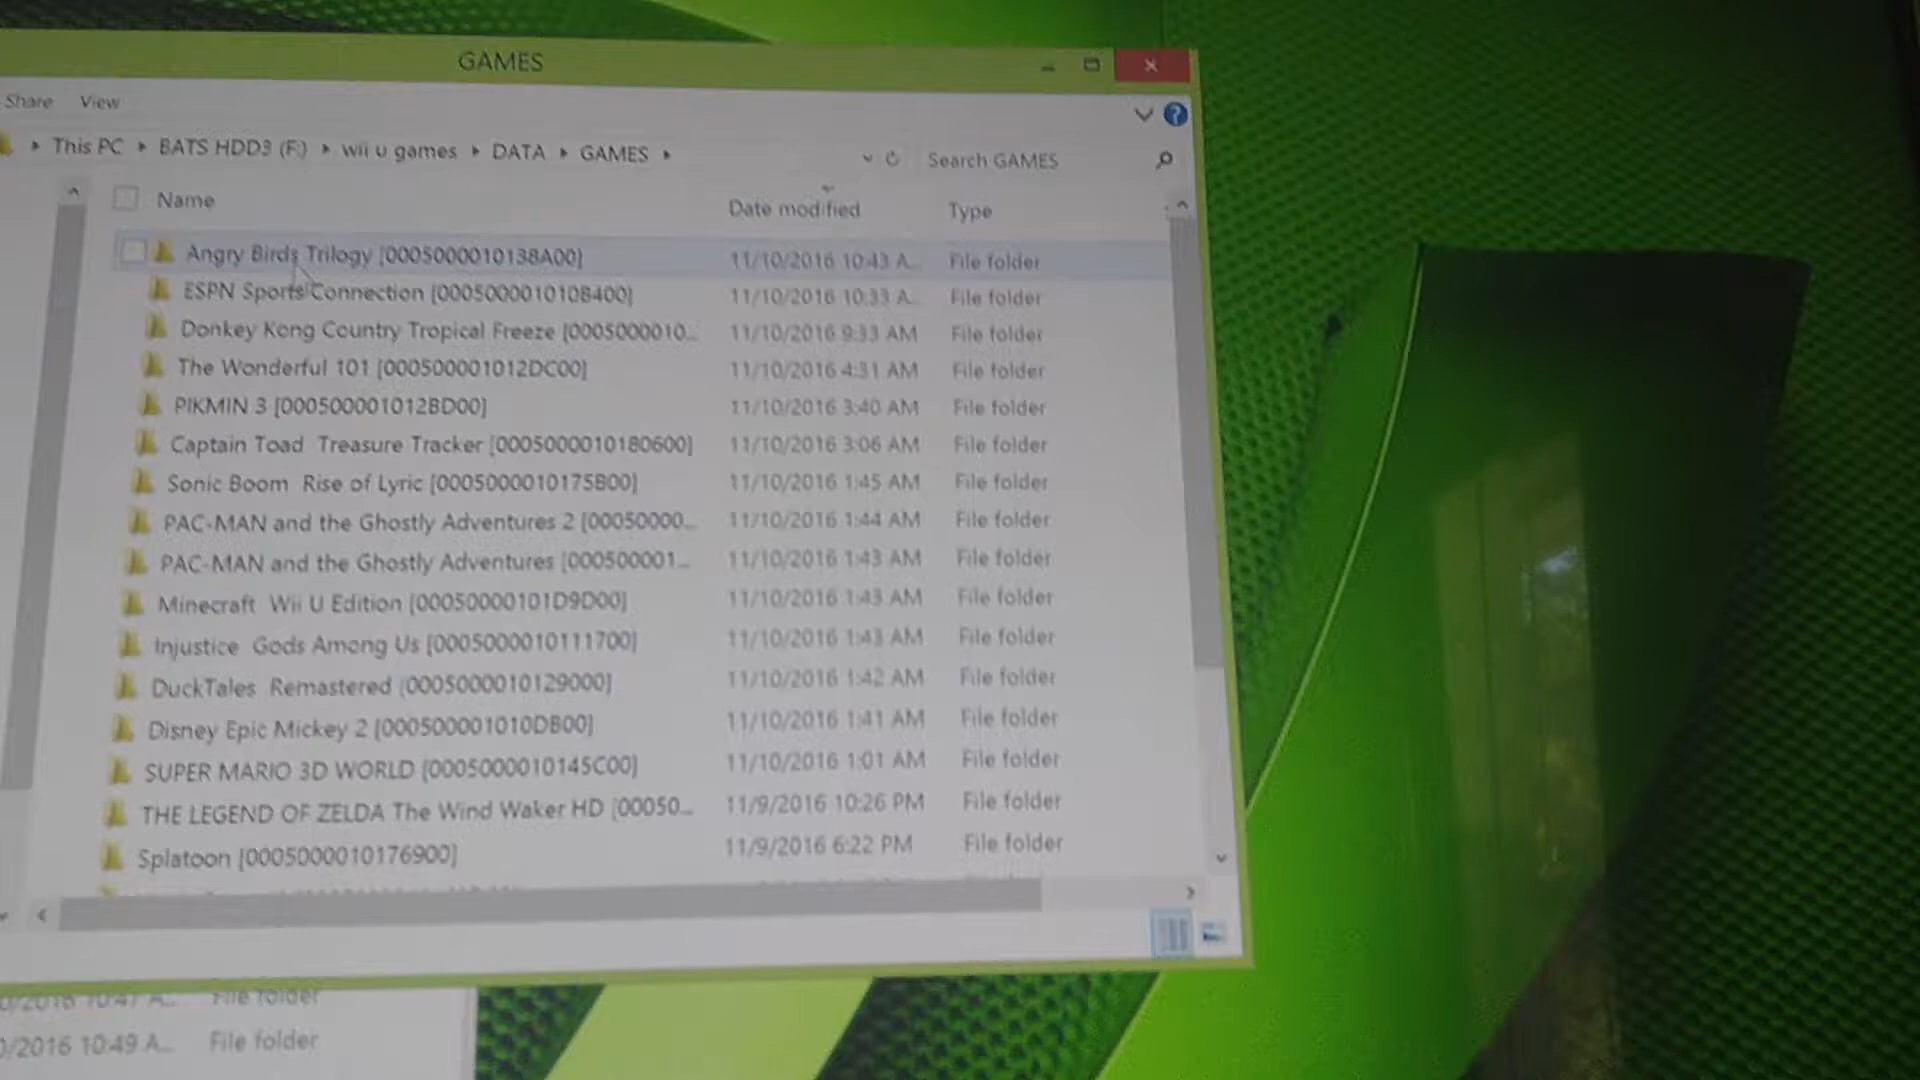 GAMES
Share View
This PC BATS HDD3 (F:) wii u games DATA GAMES Search GAMES
Name Date modified Type
Angry Birds Trilogy [0005000010138A00] 11/10/2016 10:43 A... File folder
ESPN Sports Connection [000500001010B400] 11/10/2016 10:33 A... File folder
Donkey Kong Country Tropical Freeze [0005000010... 11/10/2016 9:33 AM File folder
The Wonderful 101 [000500001012DC00] 11/10/2016 4:31 AM File folder
PIKMIN 3 [000500001012BD00] 11/10/2016 3:40 AM File folder
Captain Toad Treasure Tracker [0005000010180600] 11/10/2016 3:06 AM File folder
Sonic Boom Rise of Lyric [0005000010175B00] 11/10/2016 1:45 AM File folder
PAC-MAN and the Ghostly Adventures 2 [00050000... 11/10/2016 1:44 AM File folder
PAC-MAN and the Ghostly Adventures [000500001... 11/10/2016 1:43 AM File folder
Minecraft Wii U Edition [00050000101D9D00] 11/10/2016 1:43 AM File folder
Injustice Gods Among Us [0005000010111700] 11/10/2016 1:43 AM File folder
DuckTales Remastered [0005000010129000] 11/10/2016 1:42 AM File folder
Disney Epic Mickey 2 [000500001010DB00] 11/10/2016 1:41 AM File folder
SUPER MARIO 3D WORLD [0005000010145C00] 11/10/2016 1:01 AM File folder
THE LEGEND OF ZELDA The Wind Waker HD [00050... 11/9/2016 10:26 PM File folder
Splatoon [0005000010176900] 11/9/2016 6:22 PM File folder
0/2016 10:47 A... File folder
0/2016 10:49 A... File folder